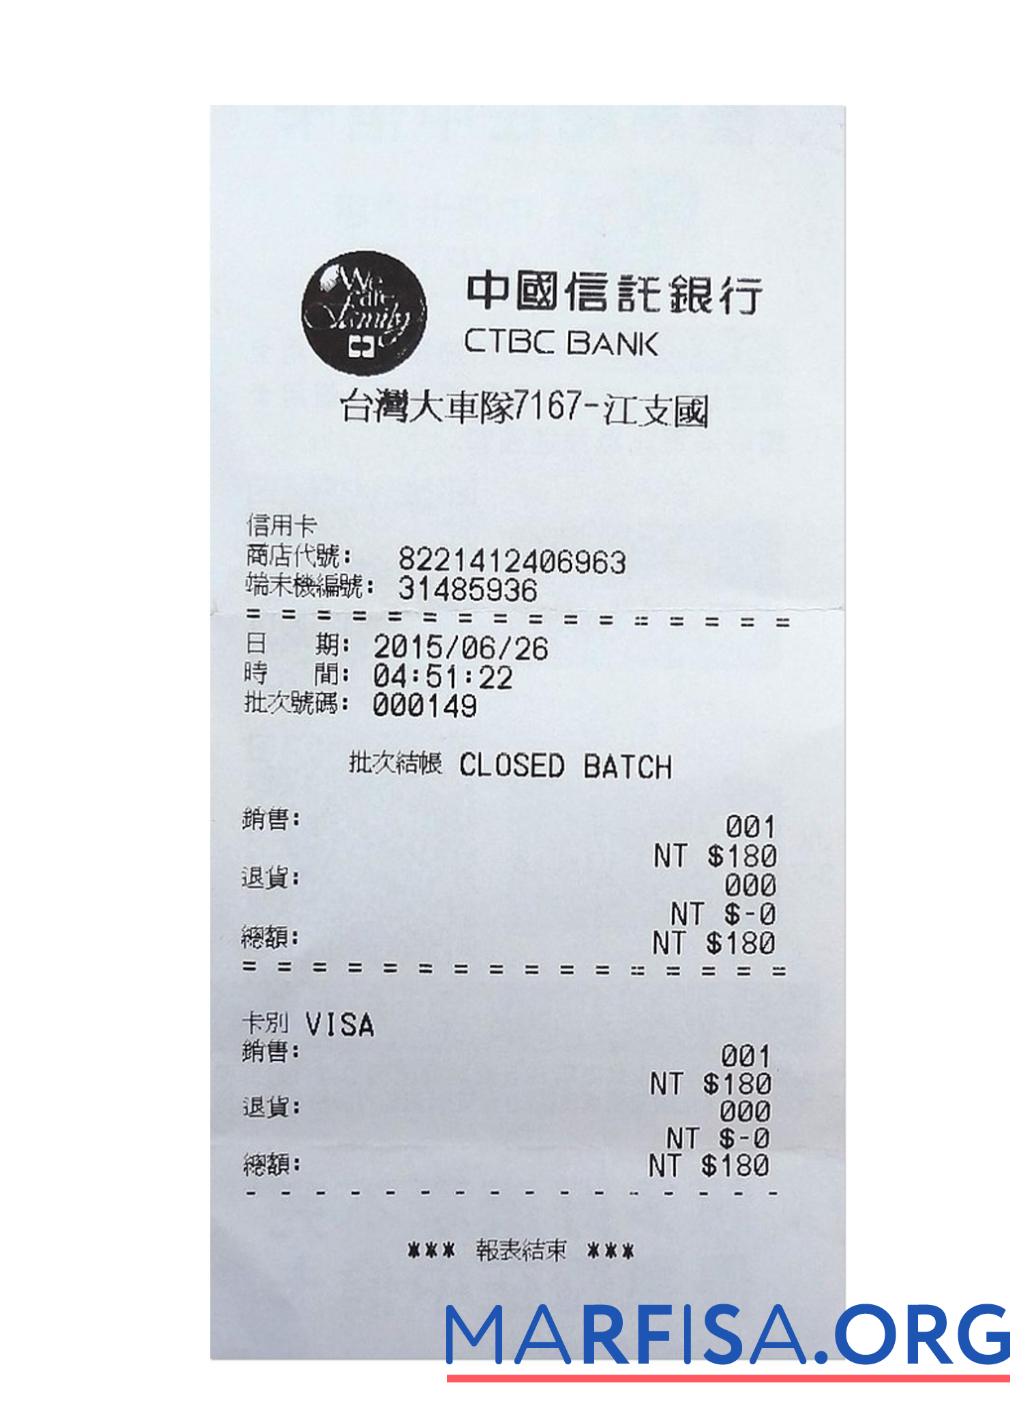 We are family
中國信託銀行
CTBC BANK
台灣大車隊7167-江支國
信用卡
商店代號: 8221412406963
端末機編號: 31485936
= = = = = = = = = = = = = = = =
日 期: 2015/06/26
時 間: 04:51:22
批次號碼: 000149
批次結帳 CLOSED BATCH
銷售: 001
NT $180
退貨: 000
NT $-0
總額: NT $180
= = = = = = = = = = = = = = = =
卡別 VISA
銷售: 001
NT $180
退貨: 000
NT $-0
總額: NT $180
- - - - - - - - - - - - - - - -
*** 報表結束 ***
MARFISA.ORG